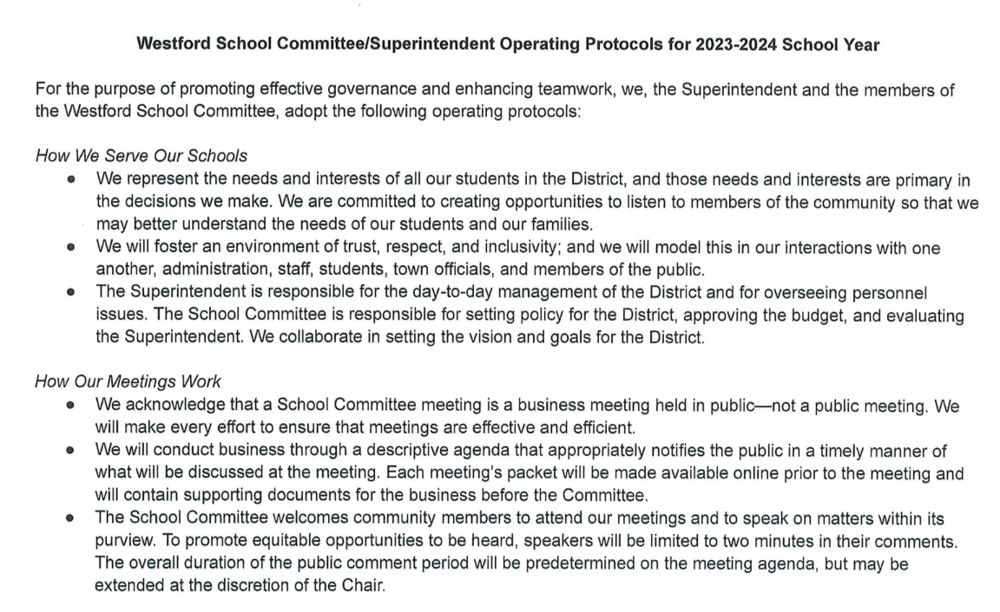 Westford School Committee/Superintendent Operating Protocols for 2023-2024 School Year
For the purpose of promoting effective governance and enhancing teamwork, we, the Superintendent and the members of
the Westford School Committee, adopt the following operating protocols:
How We Serve Our Schools
● We represent the needs and interests of all our students in the District, and those needs and interests are primary in
the decisions we make. We are committed to creating opportunities to listen to members of the community so that we
may better understand the needs of our students and our families.
● We will foster an environment of trust, respect, and inclusivity; and we will model this in our interactions with one
another, administration, staff, students, town officials, and members of the public.
● The Superintendent is responsible for the day-to-day management of the District and for overseeing personnel
issues. The School Committee is responsible for setting policy for the District, approving the budget, and evaluating
the Superintendent. We collaborate in setting the vision and goals for the District.
How Our Meetings Work
● We acknowledge that a School Committee meeting is a business meeting held in public—not a public meeting. We
will make every effort to ensure that meetings are effective and efficient.
● We will conduct business through a descriptive agenda that appropriately notifies the public in a timely manner of
what will be discussed at the meeting. Each meeting's packet will be made available online prior to the meeting and
will contain supporting documents for the business before the Committee.
● The School Committee welcomes community members to attend our meetings and to speak on matters within its
purview. To promote equitable opportunities to be heard, speakers will be limited to two minutes in their comments.
The overall duration of the public comment period will be predetermined on the meeting agenda, but may be
extended at the discretion of the Chair.